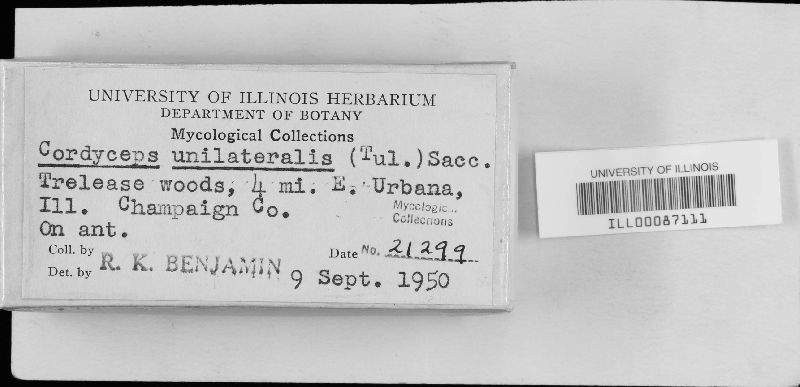 UNIVERSITY OF ILLINOIS HERBARIUM
DEPARTMENT OF BOTANY
Mycological Collections
Cordyceps unilateralis (Tul.) Sacc.
Trelease woods, 4 mi. E. Urbana,
Ill. Champaign Co.
On ant.
Mycologic..
Collections
No. 21299
Coll. by
Det. by R. K. BENJAMIN
Date 9 Sept. 1950
UNIVERSITY OF ILLINOIS
ILL00087111